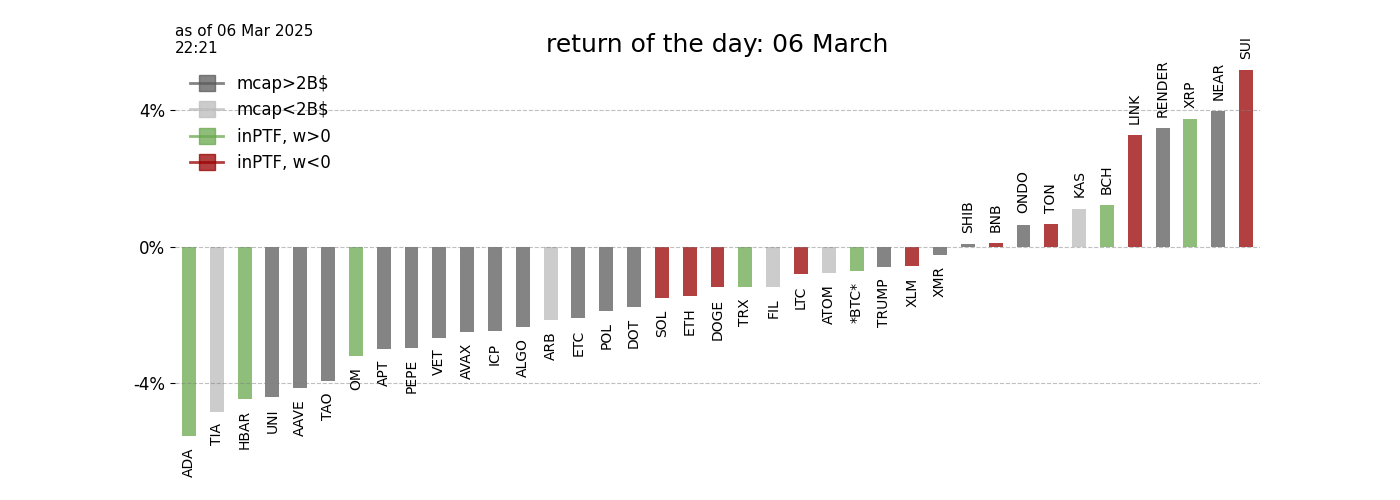 as of 06 Mar 2025
22:21
return of the day: 06 March
mcap>2B$
mcap<2B$
inPTF, w>0
inPTF, w<0
4%
0%
-4%
ADA
TIA
HBAR
UNI
AAVE
TAO
OM
APT
PEPE
VET
AVAX
ICP
ALGO
ARB
ETC
POL
DOT
SOL
ETH
DOGE
TRX
FIL
LTC
ATOM
*BTC*
TRUMP
XLM
XMR
SHIB
BNB
ONDO
TON
KAS
BCH
LINK
RENDER
XRP
NEAR
SUI